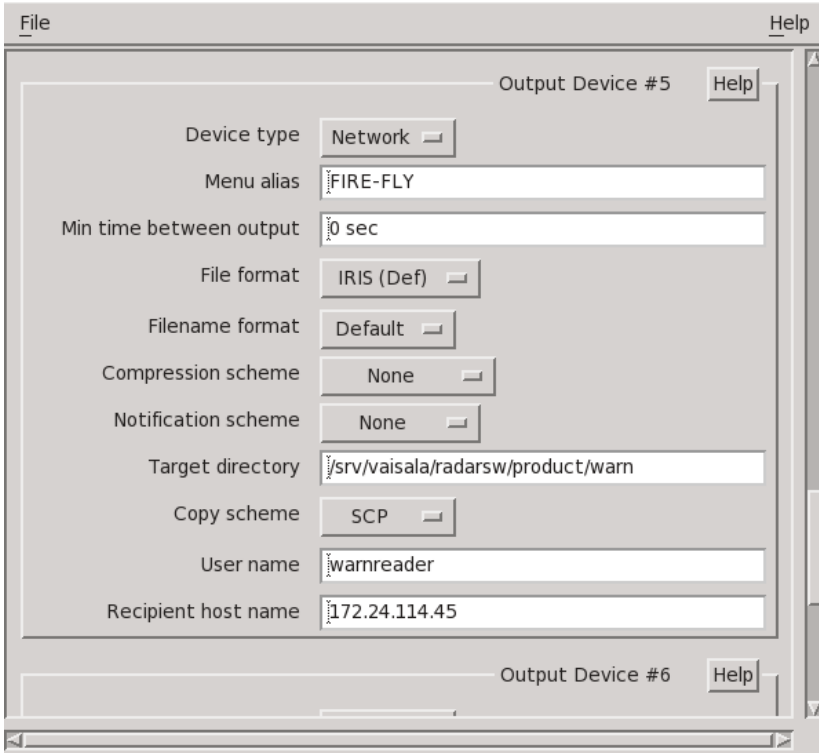 File Help
Output Device #5 Help
Device type Network
Menu alias FIRE-FLY
Min time between output 0 sec
File format IRIS (Def)
Filename format Default
Compression scheme None
Notification scheme None
Target directory /srv/vaisala/radarsw/product/warn
Copy scheme SCP
User name warnreader
Recipient host name 172.24.114.45
Output Device #6 Help